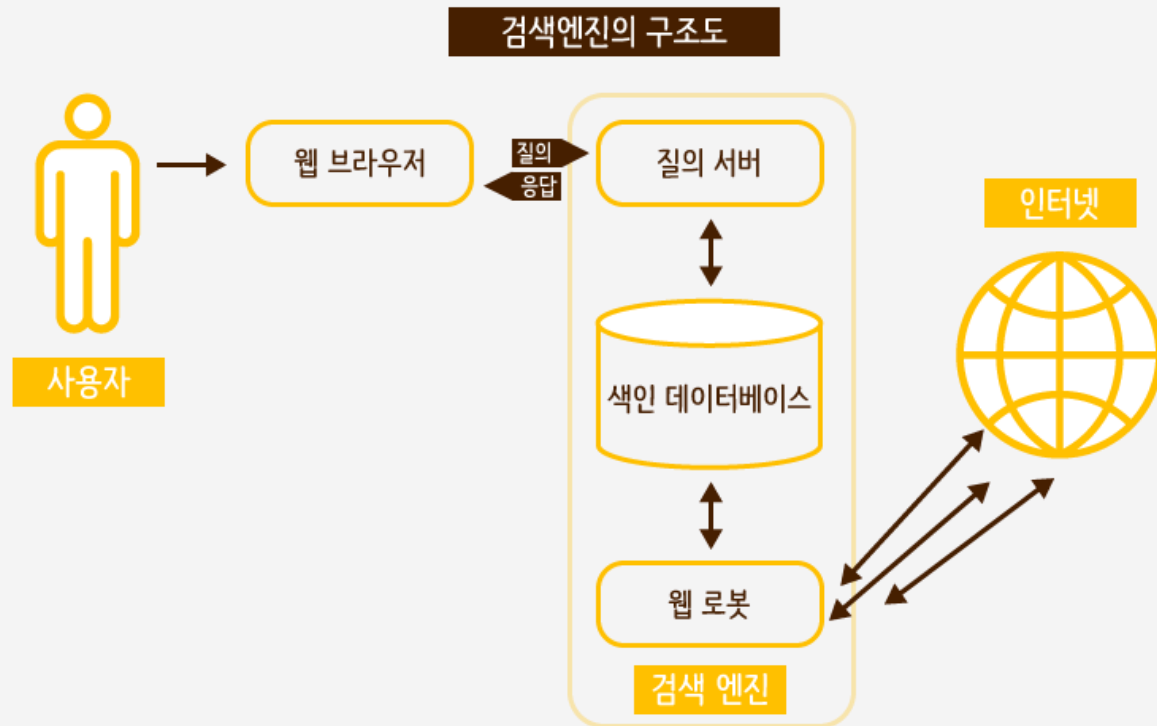 검색엔진의 구조도
웹 브라우저
질의
응답
질의 서버
인터넷
사용자
색인 데이터베이스
웹 로봇
검색 엔진